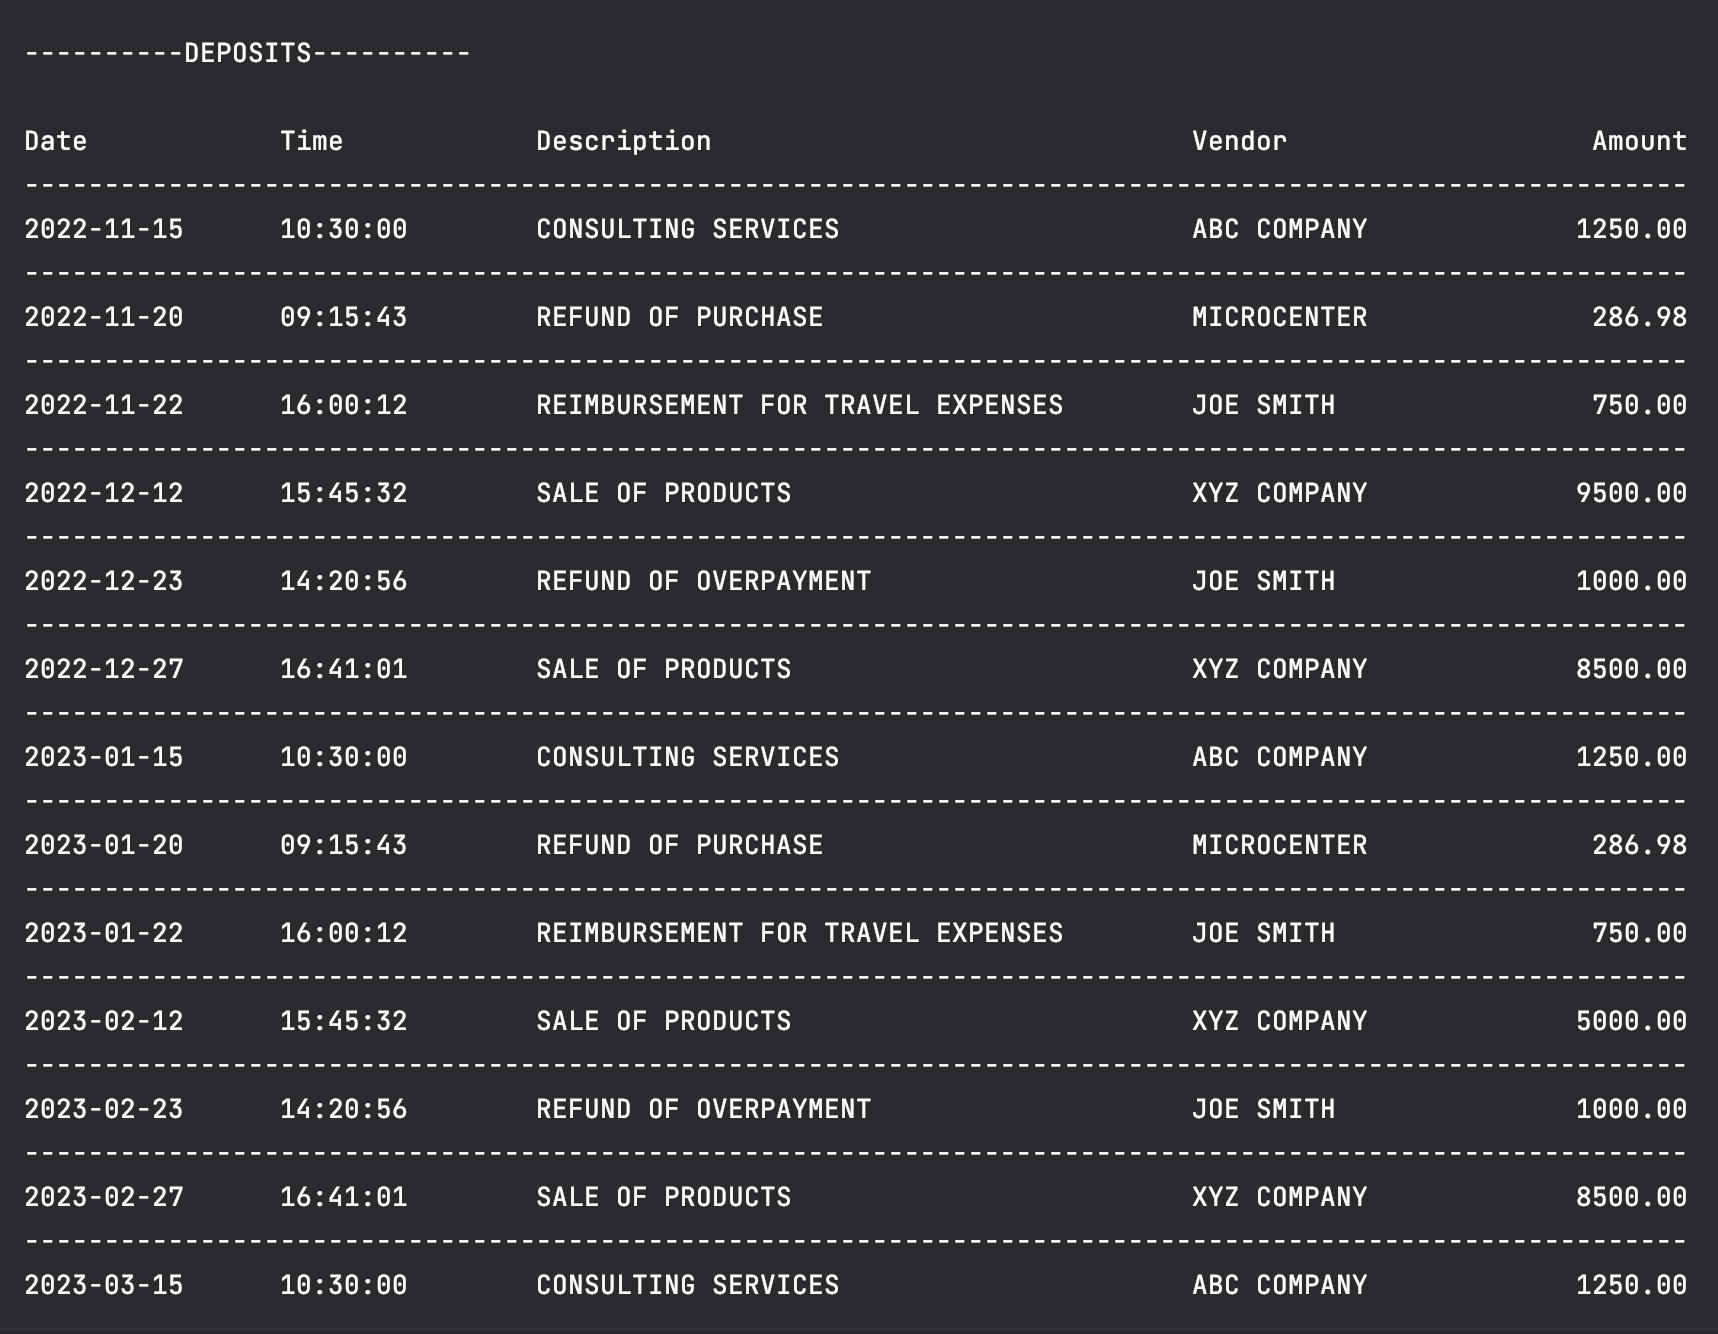 ----------DEPOSITS----------
Date Time Description Vendor Amount
--------------------------------------------------------------------------------------------------------
2022-11-15 10:30:00 CONSULTING SERVICES ABC COMPANY 1250.00
--------------------------------------------------------------------------------------------------------
2022-11-20 09:15:43 REFUND OF PURCHASE MICROCENTER 286.98
--------------------------------------------------------------------------------------------------------
2022-11-22 16:00:12 REIMBURSEMENT FOR TRAVEL EXPENSES JOE SMITH 750.00
--------------------------------------------------------------------------------------------------------
2022-12-12 15:45:32 SALE OF PRODUCTS XYZ COMPANY 9500.00
--------------------------------------------------------------------------------------------------------
2022-12-23 14:20:56 REFUND OF OVERPAYMENT JOE SMITH 1000.00
--------------------------------------------------------------------------------------------------------
2022-12-27 16:41:01 SALE OF PRODUCTS XYZ COMPANY 8500.00
--------------------------------------------------------------------------------------------------------
2023-01-15 10:30:00 CONSULTING SERVICES ABC COMPANY 1250.00
--------------------------------------------------------------------------------------------------------
2023-01-20 09:15:43 REFUND OF PURCHASE MICROCENTER 286.98
--------------------------------------------------------------------------------------------------------
2023-01-22 16:00:12 REIMBURSEMENT FOR TRAVEL EXPENSES JOE SMITH 750.00
--------------------------------------------------------------------------------------------------------
2023-02-12 15:45:32 SALE OF PRODUCTS XYZ COMPANY 5000.00
--------------------------------------------------------------------------------------------------------
2023-02-23 14:20:56 REFUND OF OVERPAYMENT JOE SMITH 1000.00
--------------------------------------------------------------------------------------------------------
2023-02-27 16:41:01 SALE OF PRODUCTS XYZ COMPANY 8500.00
--------------------------------------------------------------------------------------------------------
2023-03-15 10:30:00 CONSULTING SERVICES ABC COMPANY 1250.00